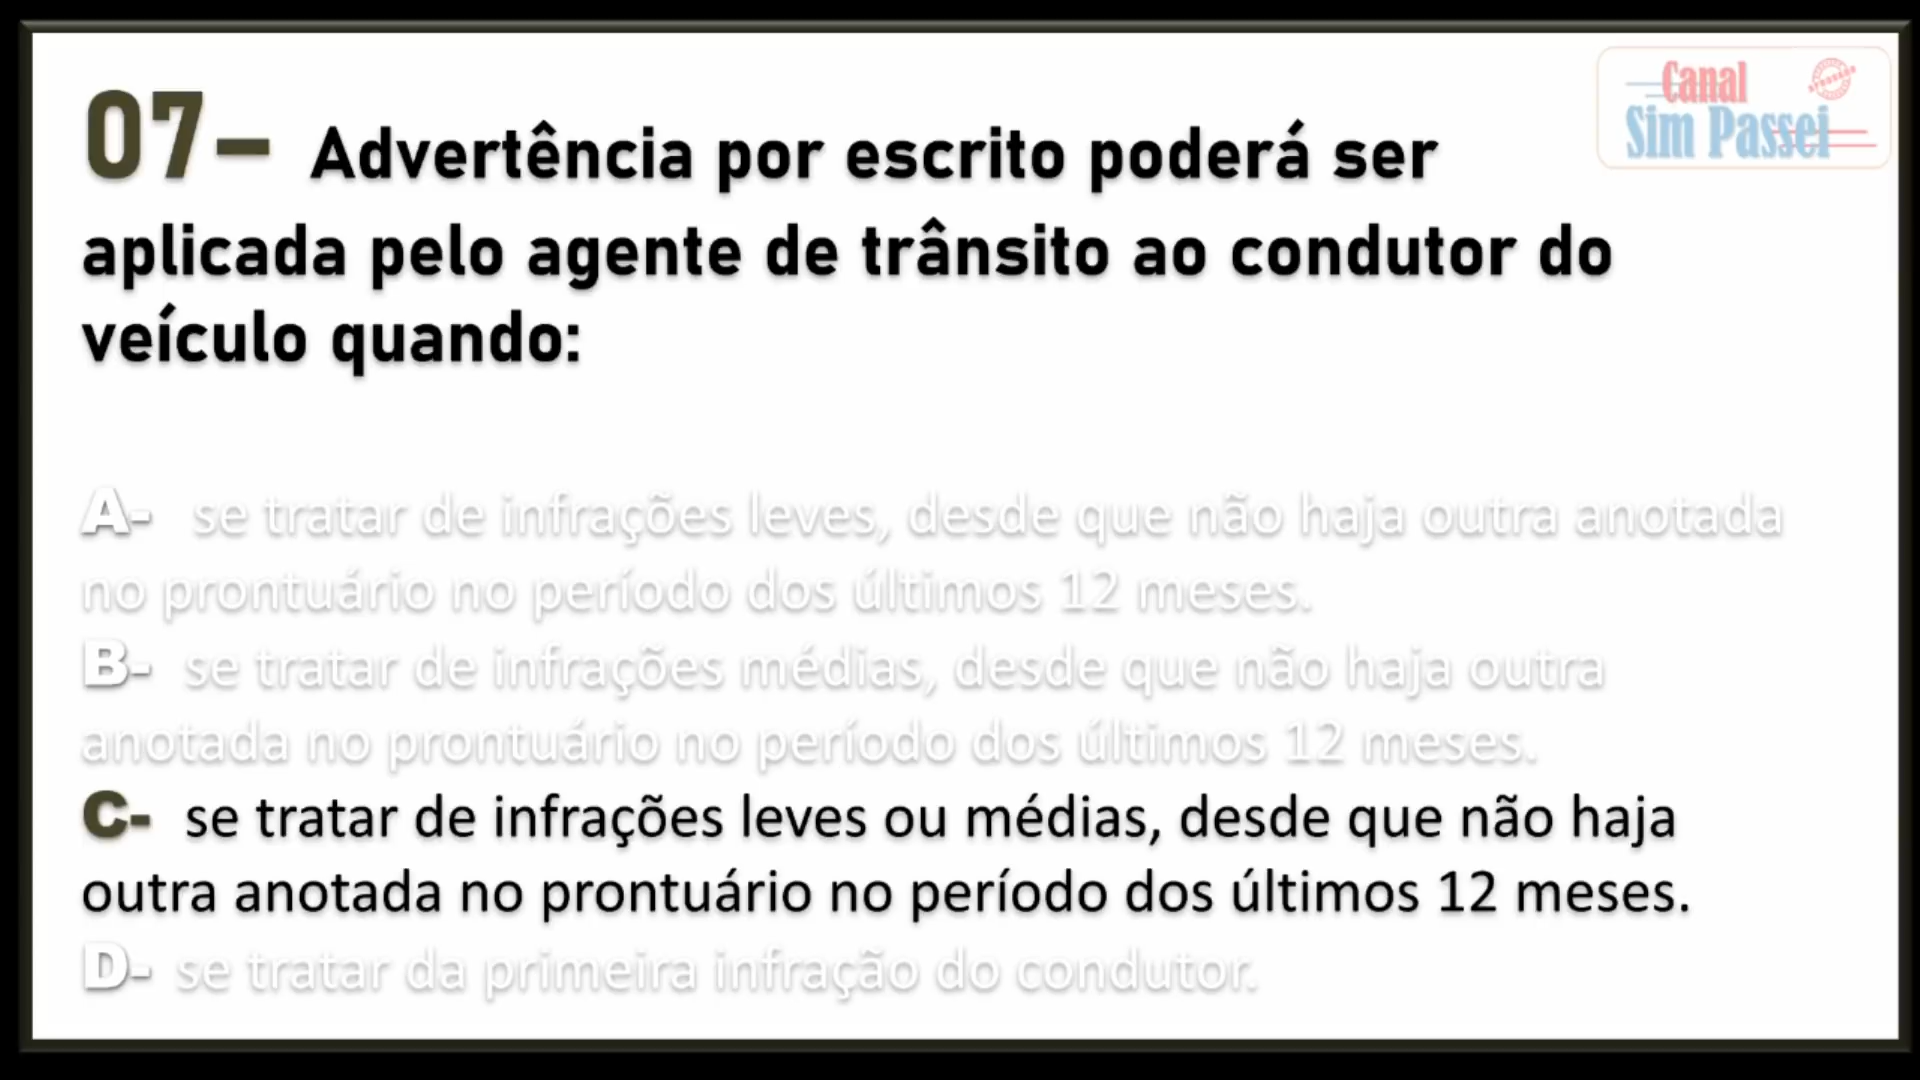 Canal
Sim Passei
07- Advertência por escrito poderá ser
aplicada pelo agente de trânsito ao condutor do
veículo quando:
A- se tratar de infrações leves, desde que não haja outra anotada
no prontuário no período dos últimos 12 meses.
B- se tratar de infrações médias, desde que não haja outra
anotada no prontuário no período dos últimos 12 meses.
C- se tratar de infrações leves ou médias, desde que não haja
outra anotada no prontuário no período dos últimos 12 meses.
D- se tratar da primeira infração do condutor.